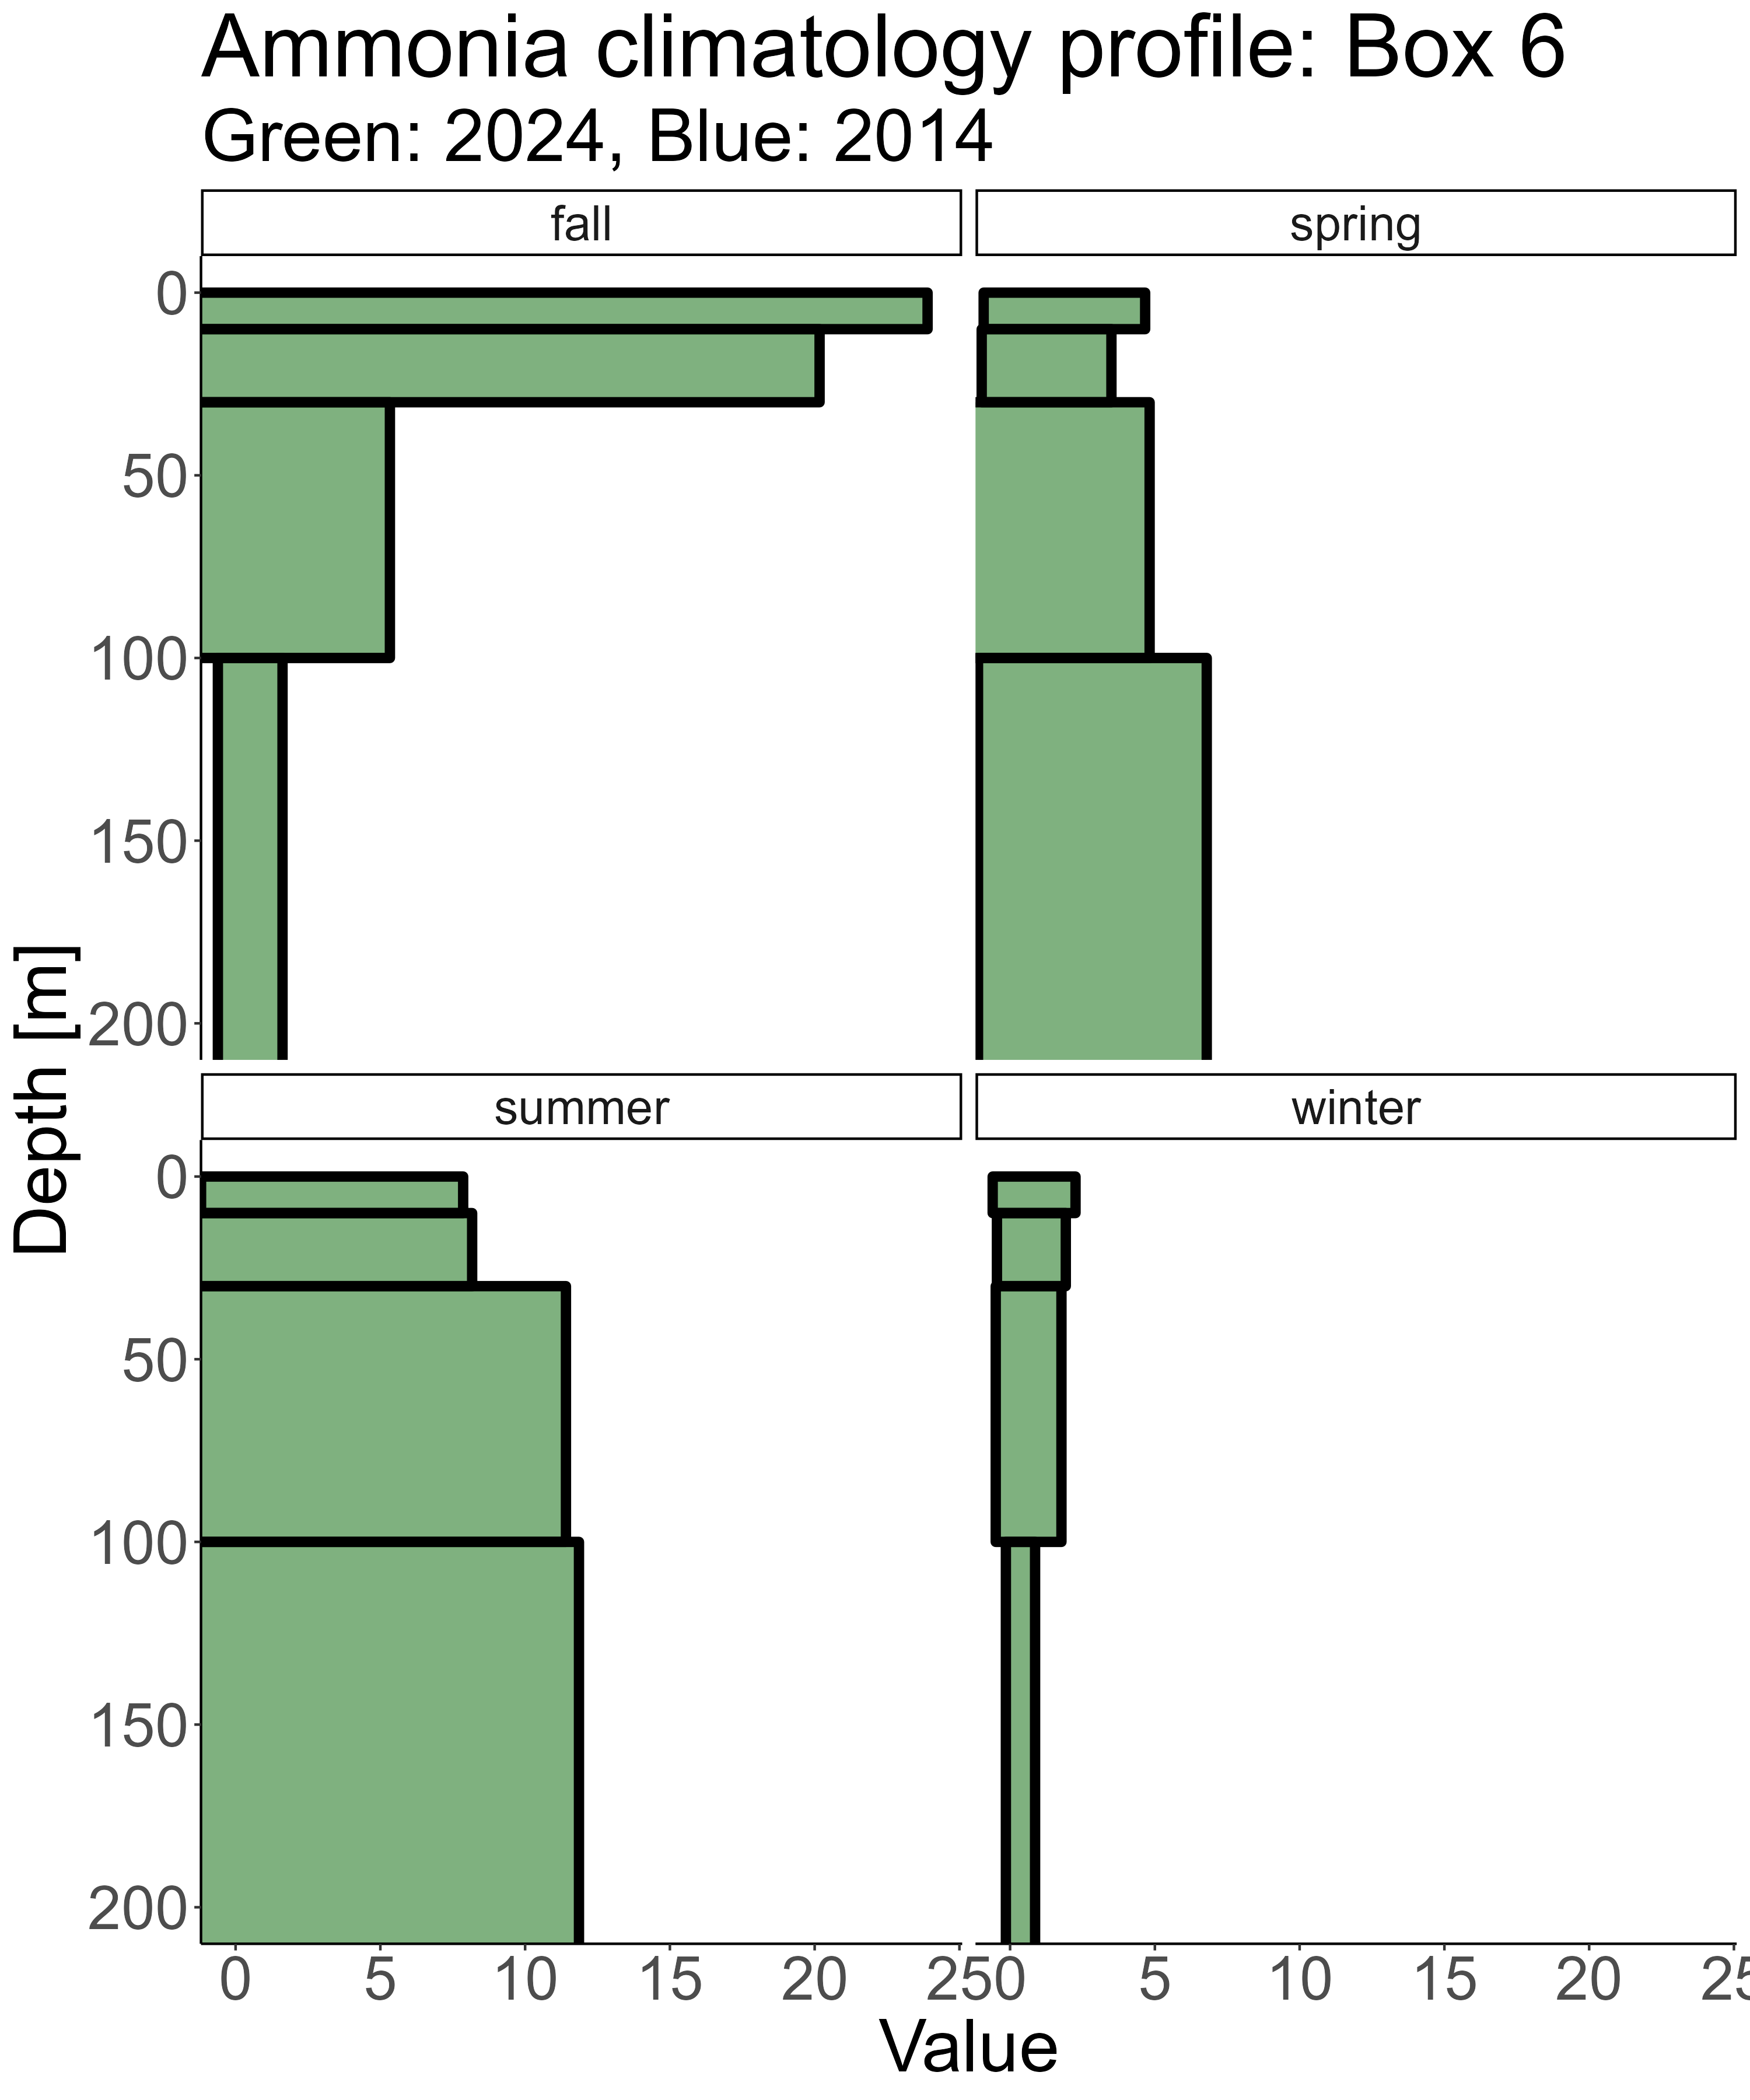 Ammonia climatology profile: Box 6
Green: 2024, Blue: 2014
fall
spring
0
50
100
150
200
Depth [m]
summer
winter
0
50
100
150
200
0 5 10 15 20 25
0 5 10 15 20 25
Value